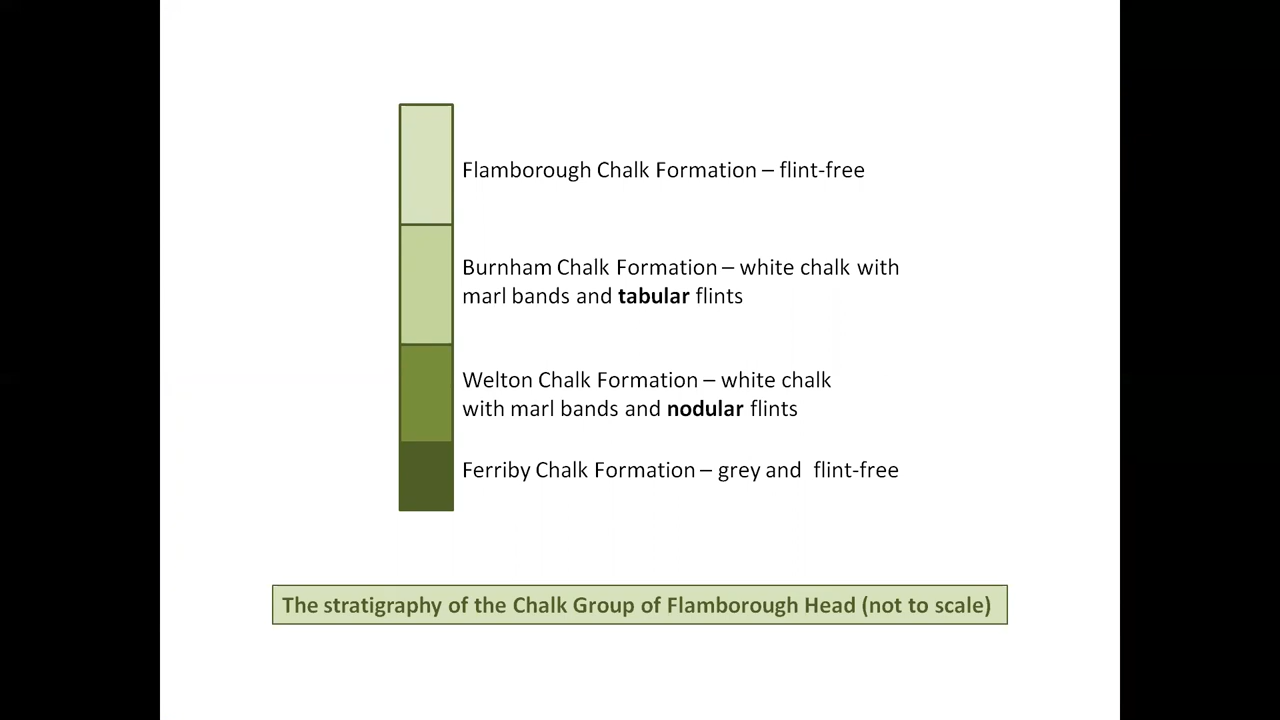 Flamborough Chalk Formation – flint-free
Burnham Chalk Formation – white chalk with
marl bands and tabular flints
Welton Chalk Formation – white chalk
with marl bands and nodular flints
Ferriby Chalk Formation – grey and  flint-free
The stratigraphy of the Chalk Group of Flamborough Head (not to scale)